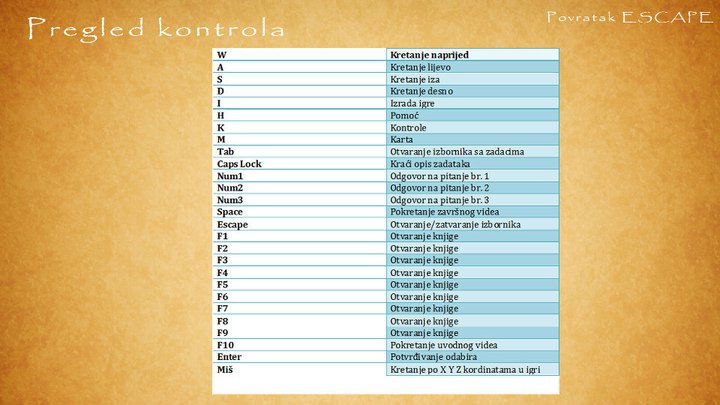 Pregled kontrola
Povratak ESCAPE
W Kretanje naprijed
A Kretanje lijevo
S Kretanje iza
D Kretanje desno
I Izrada igre
H Pomoć
K Kontrole
M Karta
Tab Otvaranje izbornika sa zadacima
Caps Lock Kraći opis zadataka
Num1 Odgovor na pitanje br. 1
Num2 Odgovor na pitanje br. 2
Num3 Odgovor na pitanje br. 3
Space Pokretanje završnog videa
Escape Otvaranje/zatvaranje izbornika
F1 Otvaranje knjige
F2 Otvaranje knjige
F3 Otvaranje knjige
F4 Otvaranje knjige
F5 Otvaranje knjige
F6 Otvaranje knjige
F7 Otvaranje knjige
F8 Otvaranje knjige
F9 Otvaranje knjige
F10 Pokretanje uvodnog videa
Enter Potvrđivanje odabira
Miš Kretanje po X Y Z kordinatama u igri